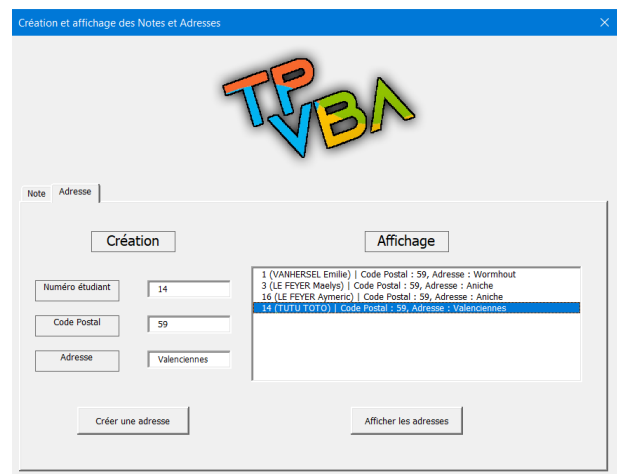 Création et affichage des Notes et Adresses
TP
VBA
Note Adresse
Création
Affichage
Numéro étudiant 14
Code Postal 59
Adresse Valenciennes
1 (VANHERSEL Emilie) | Code Postal : 59, Adresse : Wormhout
3 (LE FEYER Maelys) | Code Postal : 59, Adresse : Aniche
16 (LE FEYER Aymeric) | Code Postal : 59, Adresse : Aniche
14 (TUTU TOTO) | Code Postal : 59, Adresse : Valenciennes
Créer une adresse
Afficher les adresses